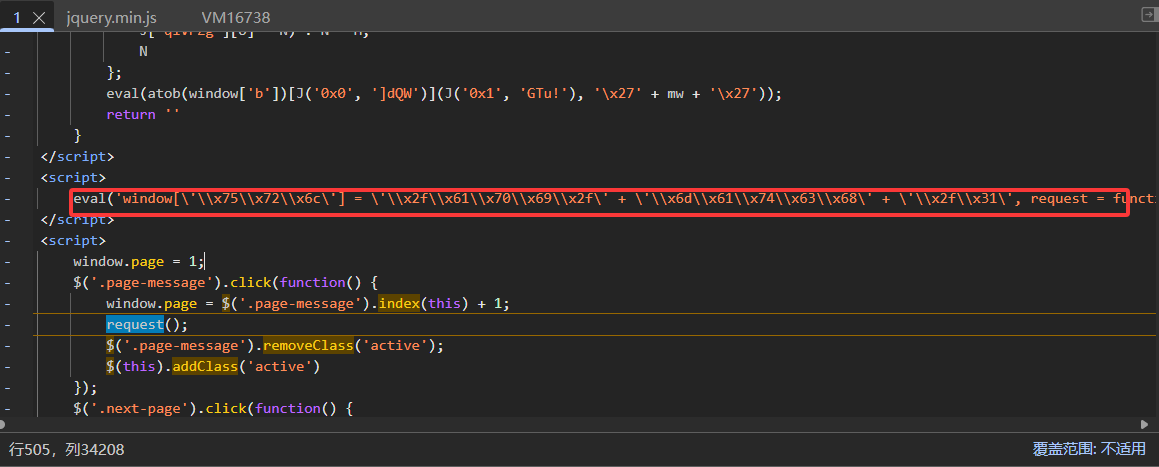 1 × jquery.min.js VM16738
N
};
eval(atob(window['b'])[J('0x0', ']dQW')](J('0x1', 'GTu!'), '\x27' + mw + '\x27'));
return ''
}
</script>
<script>
eval('window[\'\\x75\\x72\\x6c\'] = \'\\x2f\\x61\\x70\\x69\\x2f\' + \'\\x6d\\x61\\x74\\x63\\x68\' + \'\\x2f\\x31\', request = functi
</script>
<script>
window.page = 1;
$('.page-message').click(function() {
window.page = $('.page-message').index(this) + 1;
request();
$('.page-message').removeClass('active');
$(this).addClass('active')
});
$('.next-page').click(function() {
行505，列34208
覆盖范围: 不适用